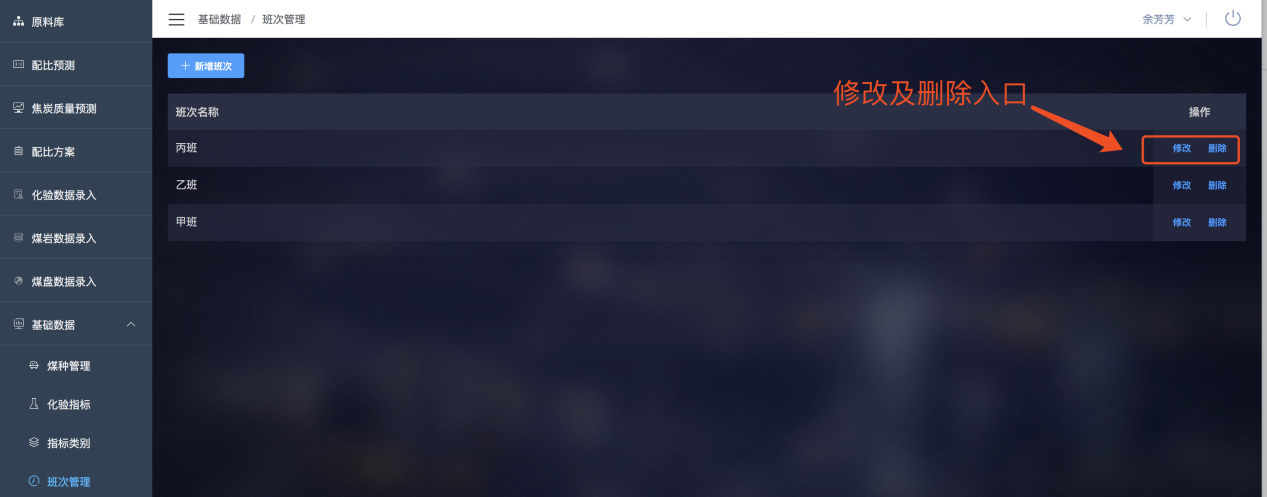 原料库
配比预测
焦炭质量预测
配比方案
化验数据录入
煤岩数据录入
煤盘数据录入
基础数据
煤种管理
化验指标
指标类别
班次管理
基础数据 / 班次管理
余芳芳
+ 新增班次
修改及删除入口
班次名称 操作
丙班 修改 删除
乙班 修改 删除
甲班 修改 删除